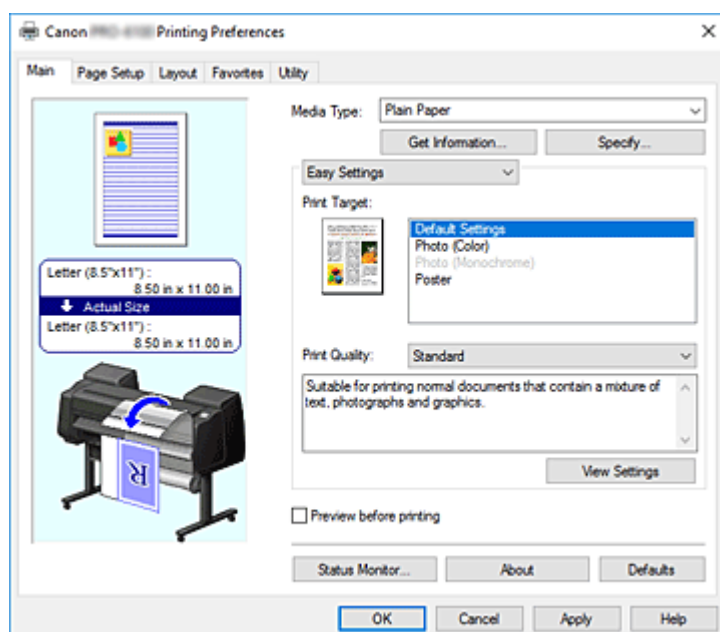 Canon Printing Preferences
Main Page Setup Layout Favorites Utility
Media Type: Plain Paper
Get Information... Specify...
Easy Settings
Print Target:
Default Settings
Photo (Color)
Photo (Monochrome)
Poster
Letter (8.5"x11") :
8.50 in x 11.00 in
Actual Size
Letter (8.5"x11") :
8.50 in x 11.00 in
Print Quality: Standard
Suitable for printing normal documents that contain a mixture of
text, photographs and graphics.
R
View Settings
Preview before printing
Status Monitor... About Defaults
OK Cancel Apply Help